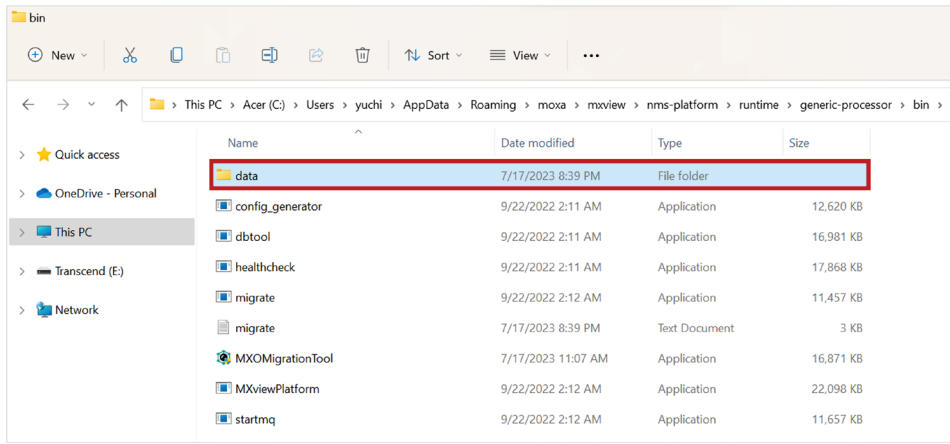 bin
New Sort View ...
This PC > Acer (C:) > Users > yuchi > AppData > Roaming > moxa > mxview > nms-platform > runtime > generic-processor > bin >
Name Date modified Type Size
Quick access
OneDrive - Personal
This PC
Transcend (E:)
Network
data 7/17/2023 8:39 PM File folder
config_generator 9/22/2022 2:11 AM Application 12,620 KB
dbtool 9/22/2022 2:11 AM Application 16,981 KB
healthcheck 9/22/2022 2:11 AM Application 17,868 KB
migrate 9/22/2022 2:12 AM Application 11,457 KB
migrate 7/17/2023 8:39 PM Text Document 3 KB
MXOMigrationTool 7/17/2023 11:07 AM Application 16,871 KB
MXviewPlatform 9/22/2022 2:12 AM Application 22,098 KB
startmq 9/22/2022 2:12 AM Application 11,657 KB